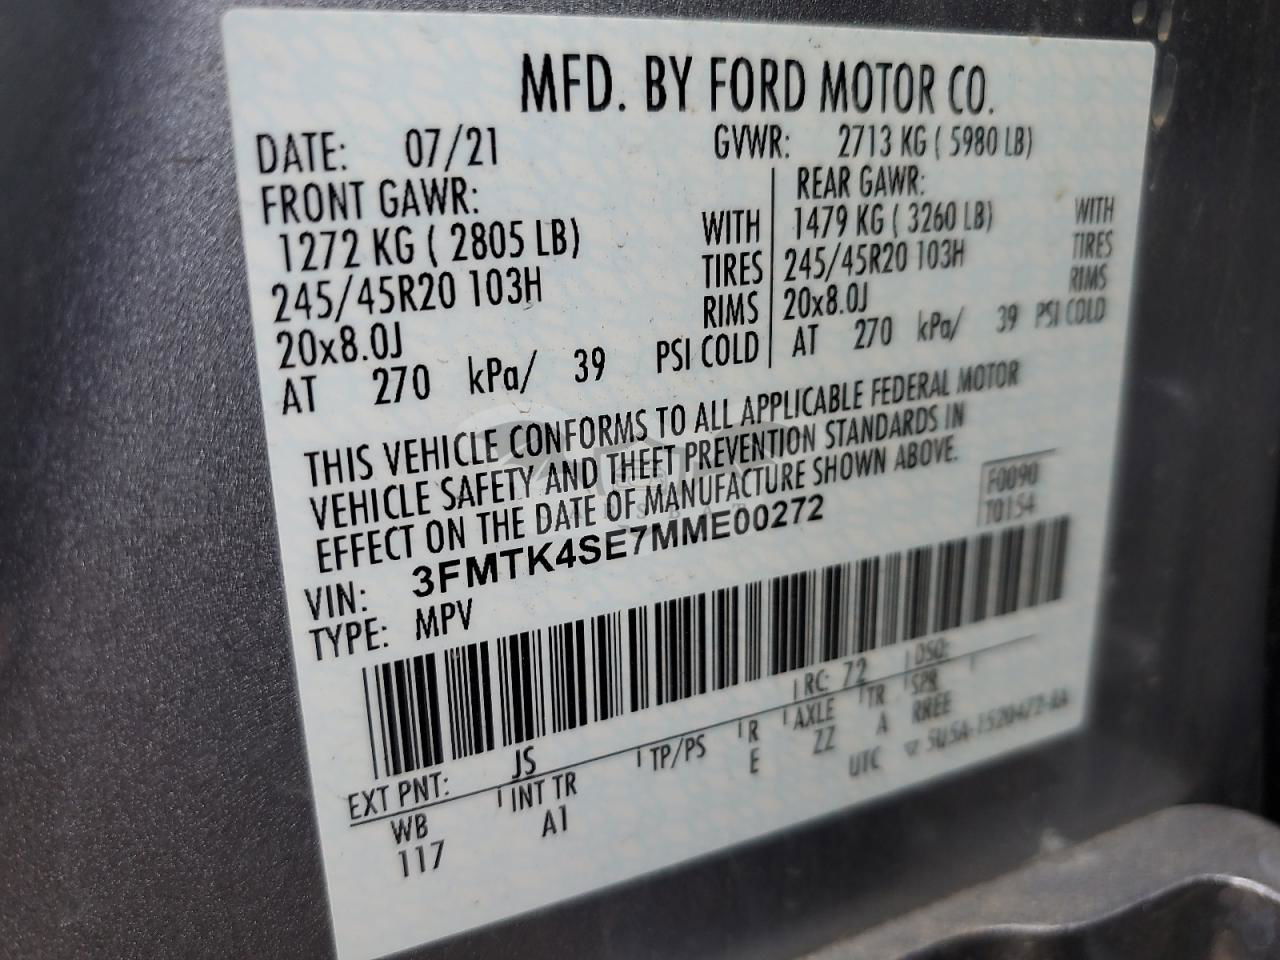 MFD. BY FORD MOTOR CO.
DATE: 07/21 GVWR: 2713 KG ( 5980 LB)
FRONT GAWR: REAR GAWR:
1272 KG ( 2805 LB) WITH 1479 KG ( 3260 LB) WITH
245/45R20 103H TIRES 245/45R20 103H TIRES
20x8.0J RIMS 20x8.0J RIMS
AT 270 kPa/ 39 PSI COLD AT 270 kPa/ 39 PSI COLD
THIS VEHICLE CONFORMS TO ALL APPLICABLE FEDERAL MOTOR
VEHICLE SAFETY AND THEFT PREVENTION STANDARDS IN
EFFECT ON THE DATE OF MANUFACTURE SHOWN ABOVE.
F0090
T0154
VIN: 3FMTK4SE7MME00272
TYPE: MPV
EXT PNT: JS RC: 72 DSO:
WB INT TR TP/PS R AXLE TR SPR
117 A1 E ZZ A RREE
UTC